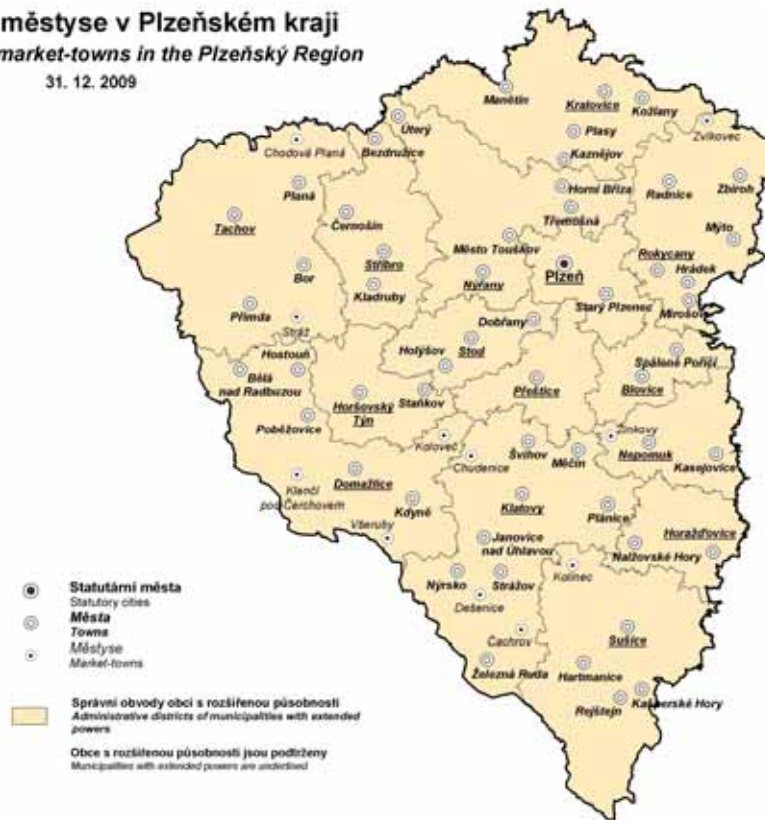 městyse v Plzeňském kraji
market-towns in the Plzeňský Region
31. 12. 2009
Manětín
Kralovice
Kožlany
Úterý
Plasy
Zvíkovec
Chodová Planá
Bezdružice
Kaznějov
Planá
Horní Bříza
Radnice
Zbiroh
Tachov
Černošín
Třemošná
Mýto
Město Touškov
Stříbro
Rokycany
Bor
Nýřany
Plzeň
Hrádek
Kladruby
Přimda
Starý Plzenec
Mirošov
Stráž
Dobřany
Hostouň
Holýšov
Stod
Spálené Poříčí
Bělá
nad Radbuzou
Přeštice
Blovice
Horšovský
Týn
Staňkov
Poběžovice
Koloveč
Žinkovy
Švihov
Měčín
Chudenice
Nepomuk
Kasejovice
Domažlice
Klenčí
pod Čerchovem
Kdyně
Klatovy
Plánice
Všeruby
Janovice
nad Úhlavou
Horažďovice
Nalžovské Hory
Nýrsko
Strážov
Kolinec
Dešenice
Čachrov
Sušice
Železná Ruda
Hartmanice
Rejštejn
Kašperské Hory
Statutární města
Statutory cities
Města
Towns
Městyse
Market-towns
Správní obvody obcí s rozšířenou působností
Administrative districts of municipalities with extended
powers
Obce s rozšířenou působností jsou podtrženy
Municipalities with extended powers are underlined